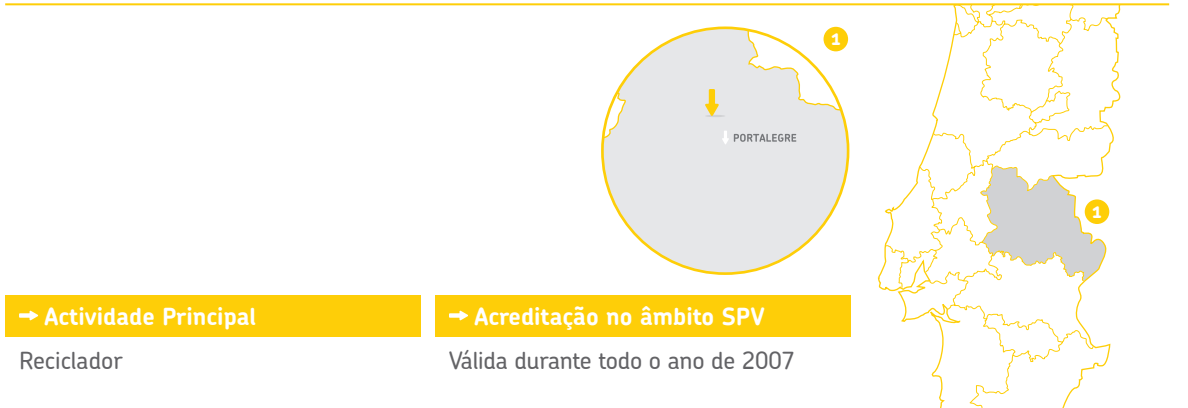 1
PORTALEGRE
1
→ Actividade Principal
Reciclador
→ Acreditação no âmbito SPV
Válida durante todo o ano de 2007